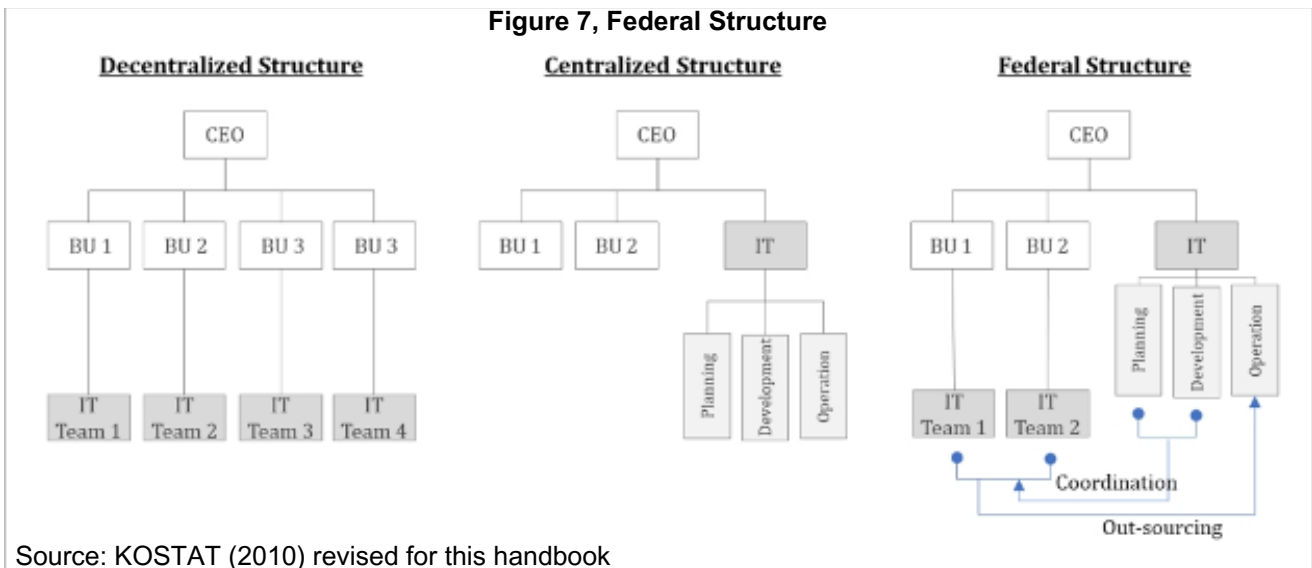 Figure 7, Federal Structure
Decentralized Structure
CEO
BU 1
BU 2
BU 3
BU 3
IT
Team 1
IT
Team 2
IT
Team 3
IT
Team 4
Centralized Structure
CEO
BU 1
BU 2
IT
Planning
Development
Operation
Federal Structure
CEO
BU 1
BU 2
IT
Planning
Development
Operation
IT
Team 1
IT
Team 2
Coordination
Out-sourcing
Source: KOSTAT (2010) revised for this handbook